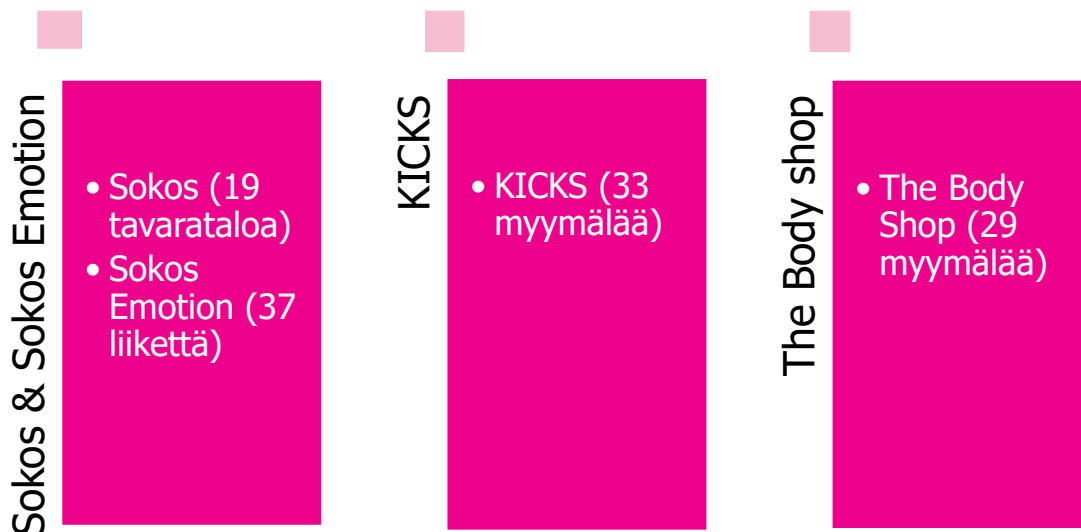 Sokos & Sokos Emotion
• Sokos (19
tavarataloa)
• Sokos
Emotion (37
liikettä)
KICKS
• KICKS (33
myymälää)
The Body shop
• The Body
Shop (29
myymälää)